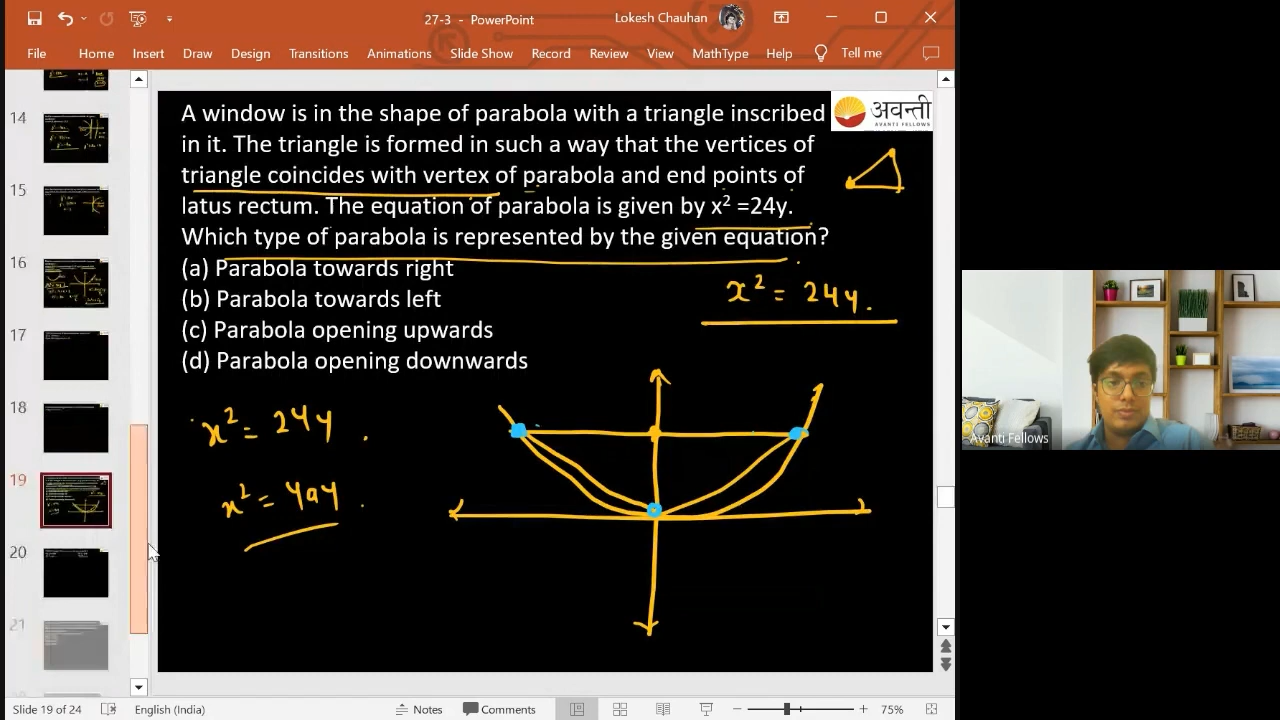 27-3 - PowerPoint
Lokesh Chauhan
File Home Insert Draw Design Transitions Animations Slide Show Record Review View MathType Help Tell me
A window is in the shape of parabola with a triangle inscribed
in it. The triangle is formed in such a way that the vertices of
triangle coincides with vertex of parabola and end points of
latus rectum. The equation of parabola is given by x² =24y.
Which type of parabola is represented by the given equation?
(a) Parabola towards right
(b) Parabola towards left
(c) Parabola opening upwards
(d) Parabola opening downwards
अवन्ती
AVANTI FELLOWS
x² = 24y.
x² = 24y.
x² = 4ay.
14
15
16
17
18
19
20
21
Avanti Fellows
Slide 19 of 24 English (India) Notes Comments 75%